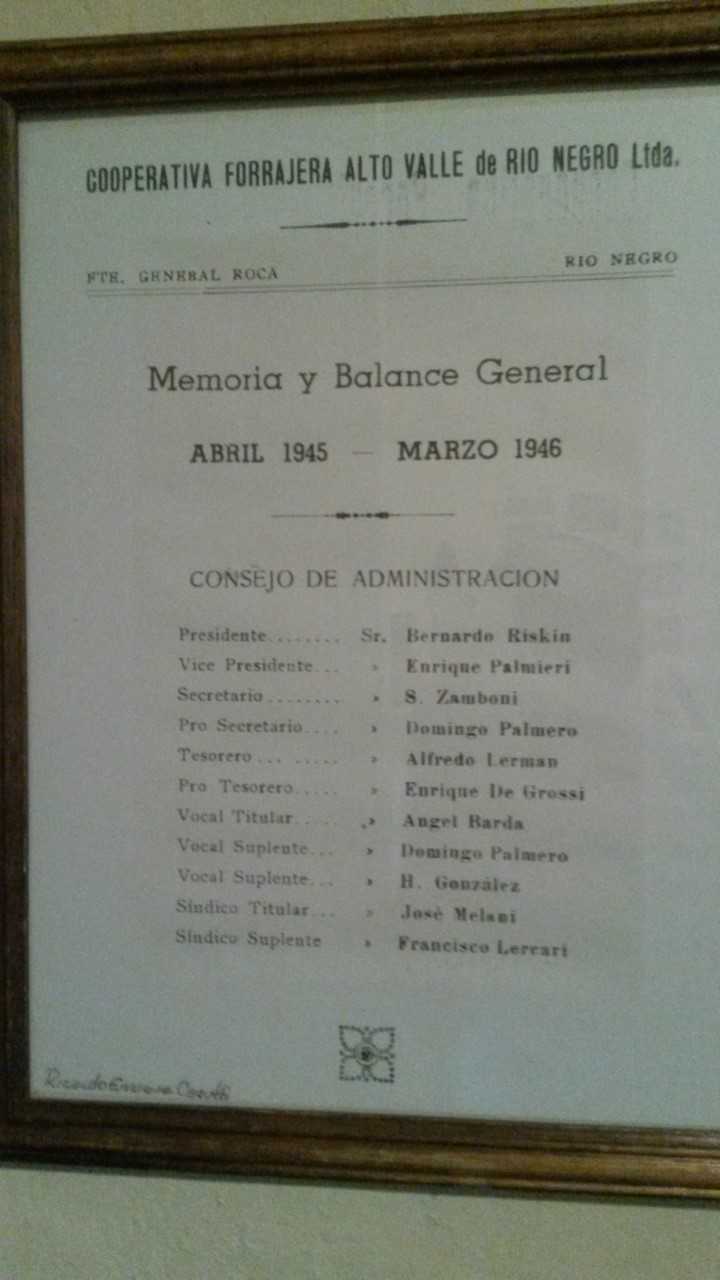 COOPERATIVA FORRAJERA ALTO VALLE de RIO NEGRO Ltda.
FTE. GENERAL ROCA RIO NEGRO
Memoria y Balance General
ABRIL 1945 — MARZO 1946
CONSEJO DE ADMINISTRACION
Presidente........ Sr. Bernardo Riskin
Vice Presidente... » Enrique Palmieri
Secretario........ » S. Zamboni
Pro Secretario.... » Domingo Palmero
Tesorero... ..... » Alfredo Lerman
Pro Tesorero..... » Enrique De Grossi
Vocal Titular..... » Angel Barda
Vocal Suplente... » Domingo Palmero
Vocal Suplente... » H. González
Síndico Titular... » José Melani
Síndico Suplente » Francisco Lercari